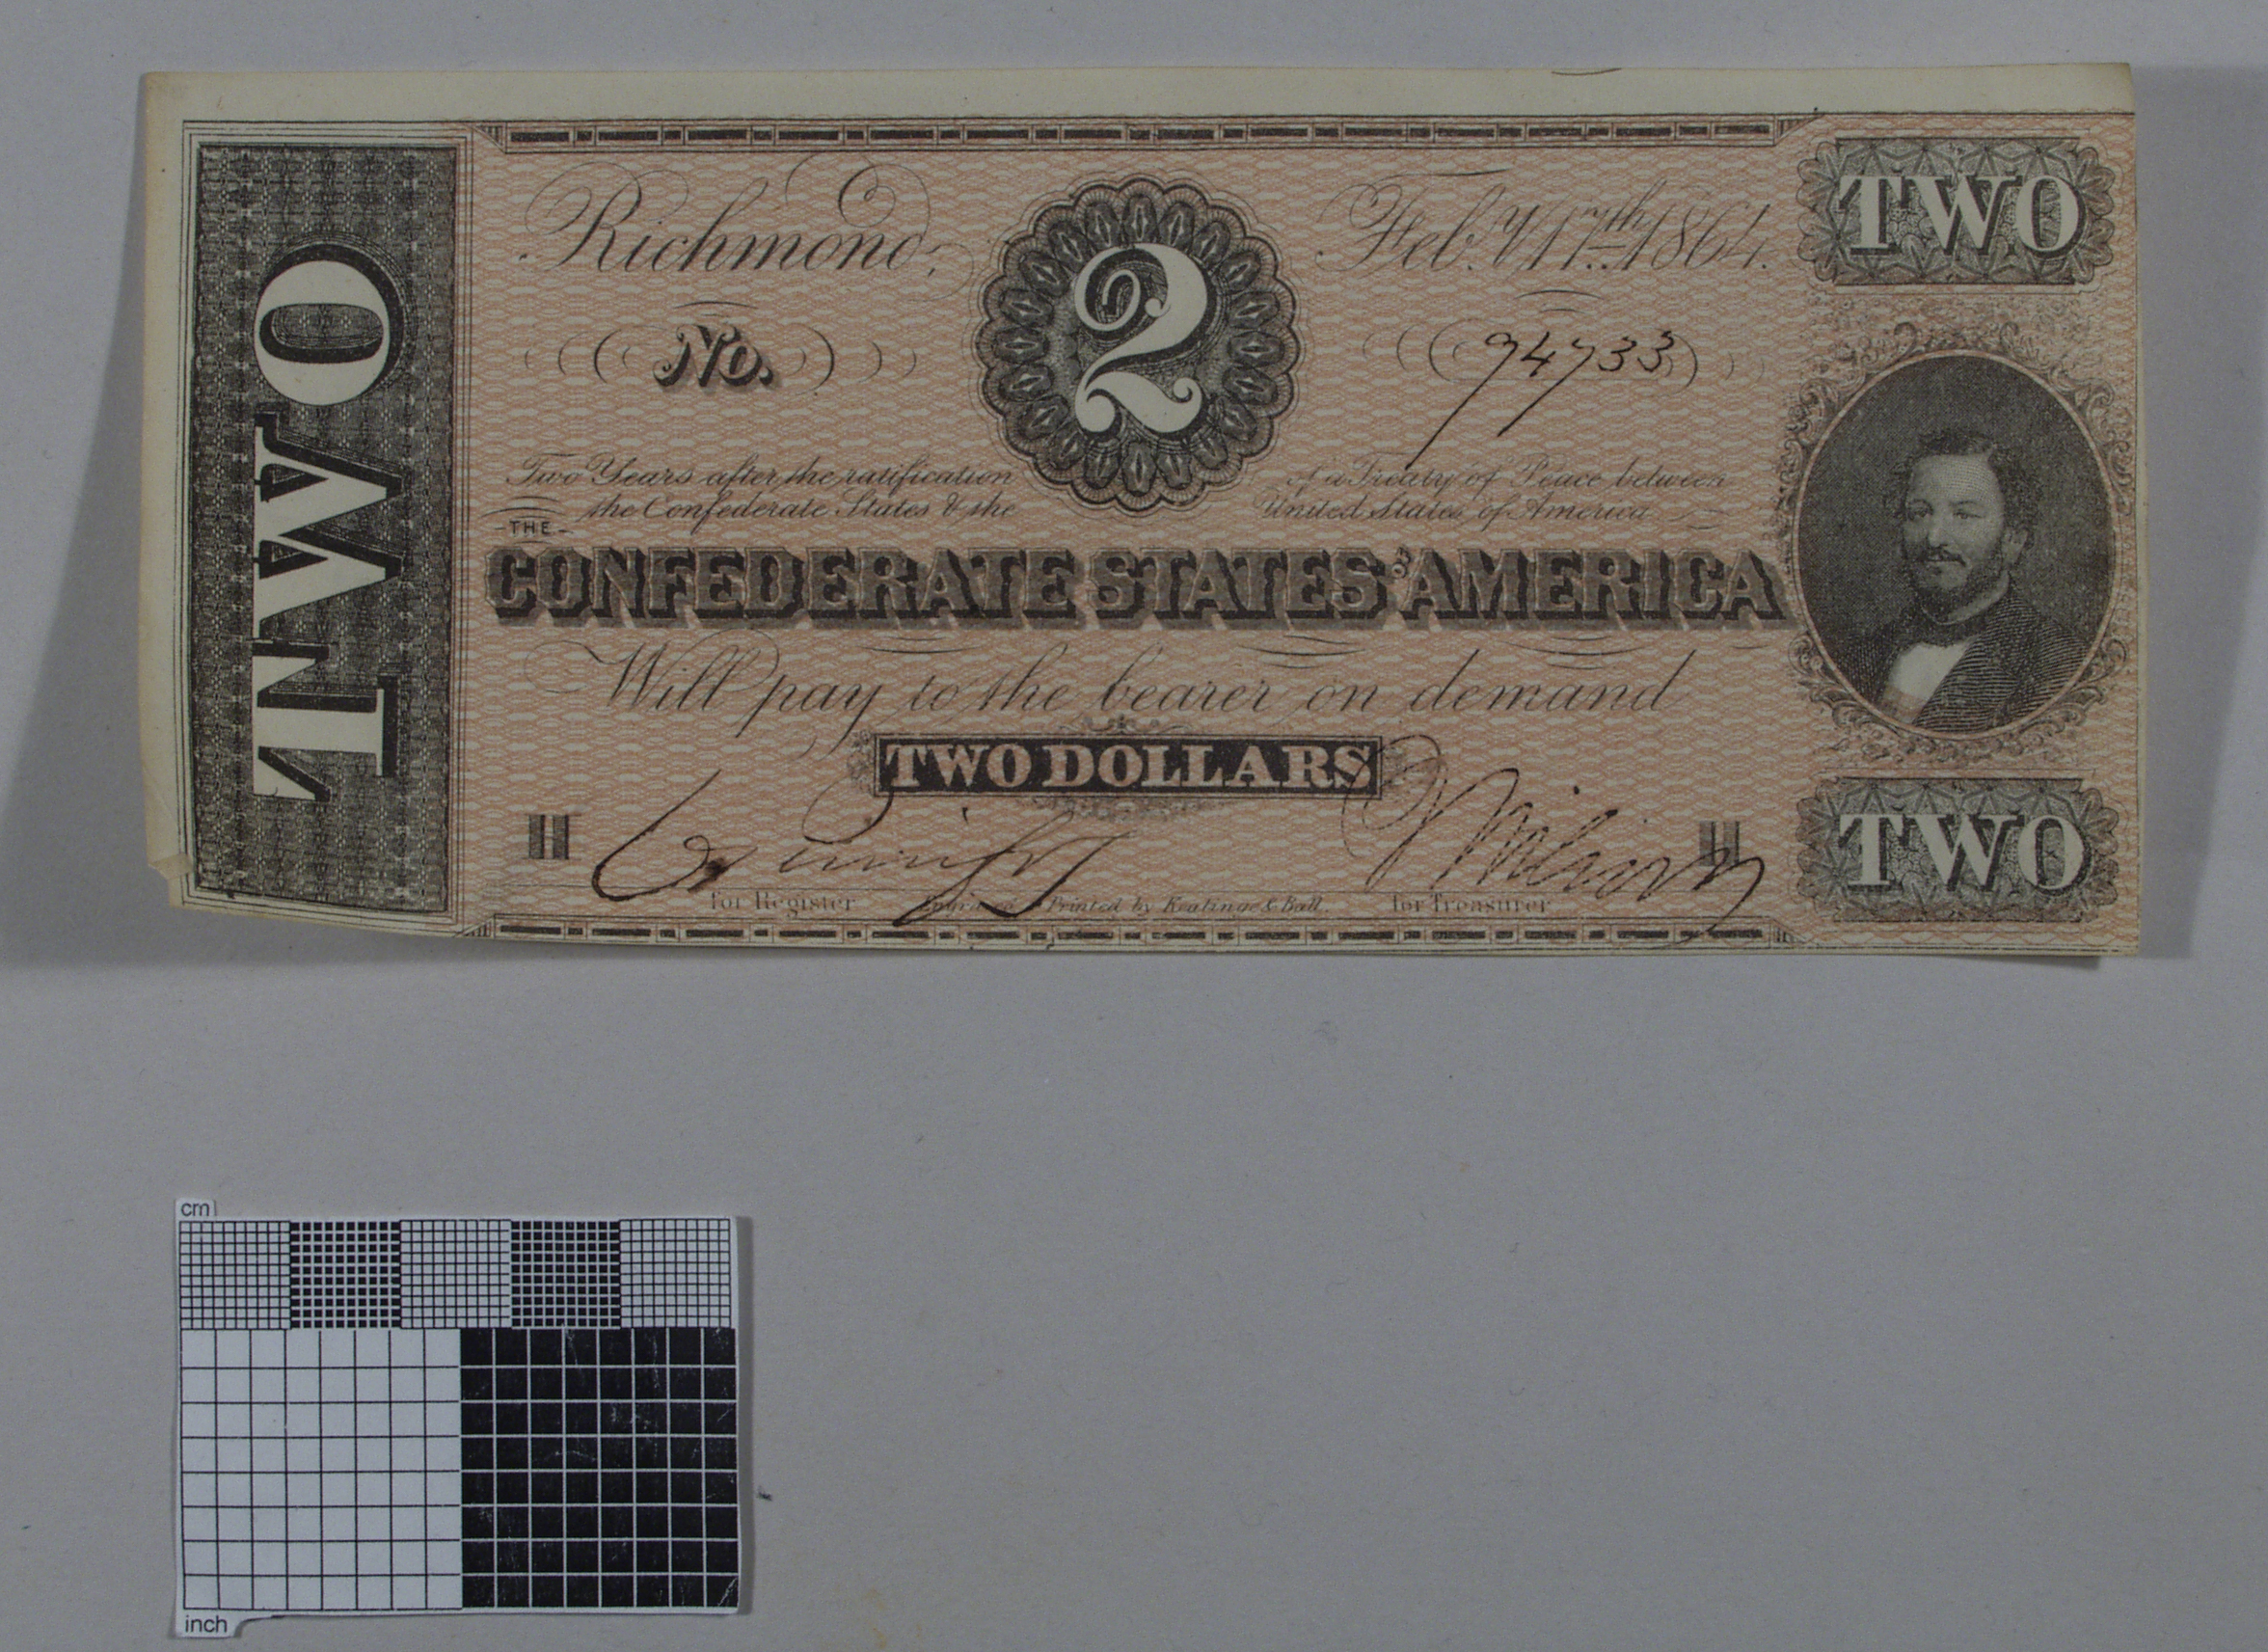 TWO
Richmond,
2
Feb.y 17th 1864.
TWO
No.
94733
Two Years after the ratification of a Treaty of Peace between
the Confederate States & the United States of America
THE
CONFEDERATE STATES OF AMERICA
Will pay to the bearer on demand
TWO DOLLARS
H
H
TWO
for Register
Engraved & Printed by Keatinge & Ball.
for Treasurer
cm
inch